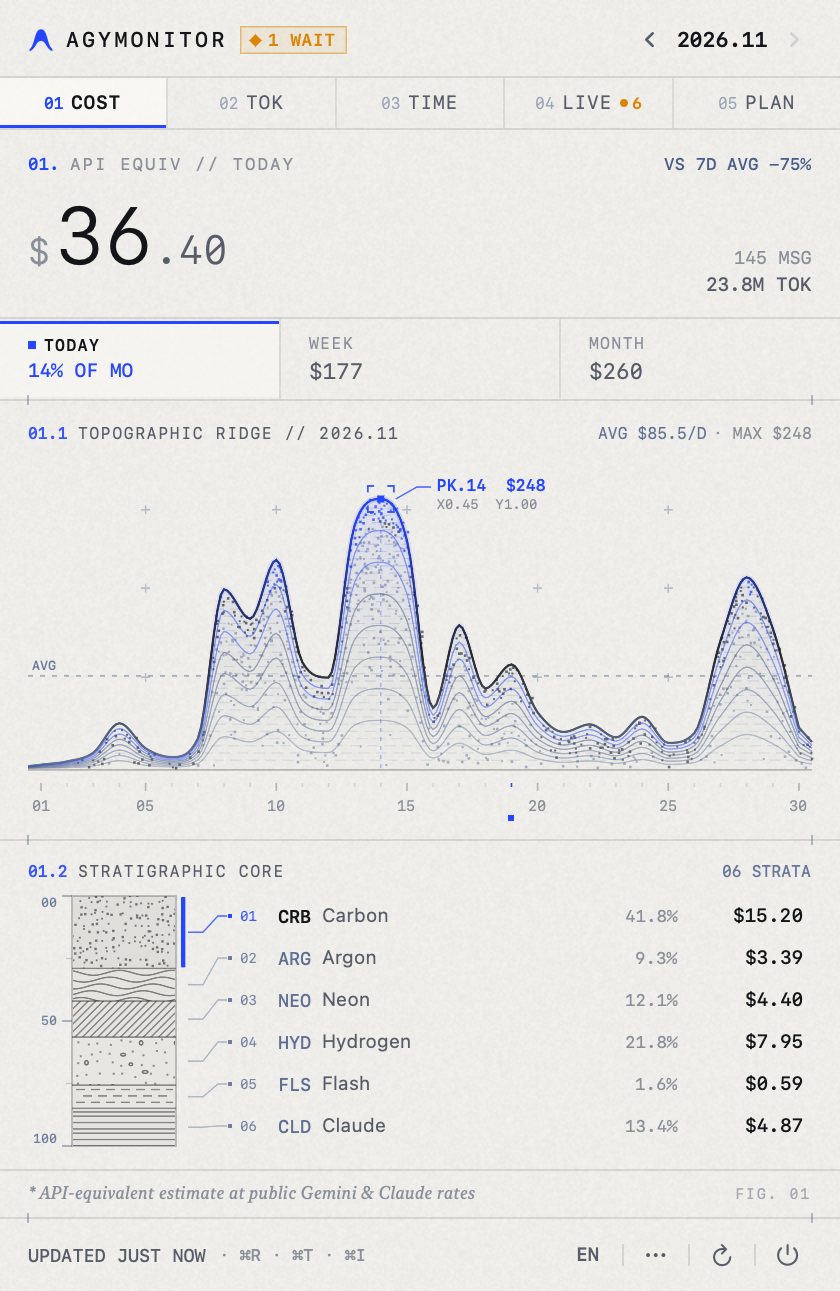 AGYMONITOR ◆ 1 WAIT < 2026.11 >
01 COST 02 TOK 03 TIME 04 LIVE ●6 05 PLAN
01. API EQUIV // TODAY VS 7D AVG −75%
$36.40
145 MSG
23.8M TOK
TODAY WEEK MONTH
14% OF MO $177 $260
01.1 TOPOGRAPHIC RIDGE // 2026.11 AVG $85.5/D · MAX $248
PK.14 $248
X0.45 Y1.00
AVG
01 05 10 15 20 25 30
01.2 STRATIGRAPHIC CORE 06 STRATA
00
50
100
01 CRB Carbon 41.8% $15.20
02 ARG Argon 9.3% $3.39
03 NEO Neon 12.1% $4.40
04 HYD Hydrogen 21.8% $7.95
05 FLS Flash 1.6% $0.59
06 CLD Claude 13.4% $4.87
* API-equivalent estimate at public Gemini & Claude rates FIG. 01
UPDATED JUST NOW · ⌘R · ⌘T · ⌘I EN